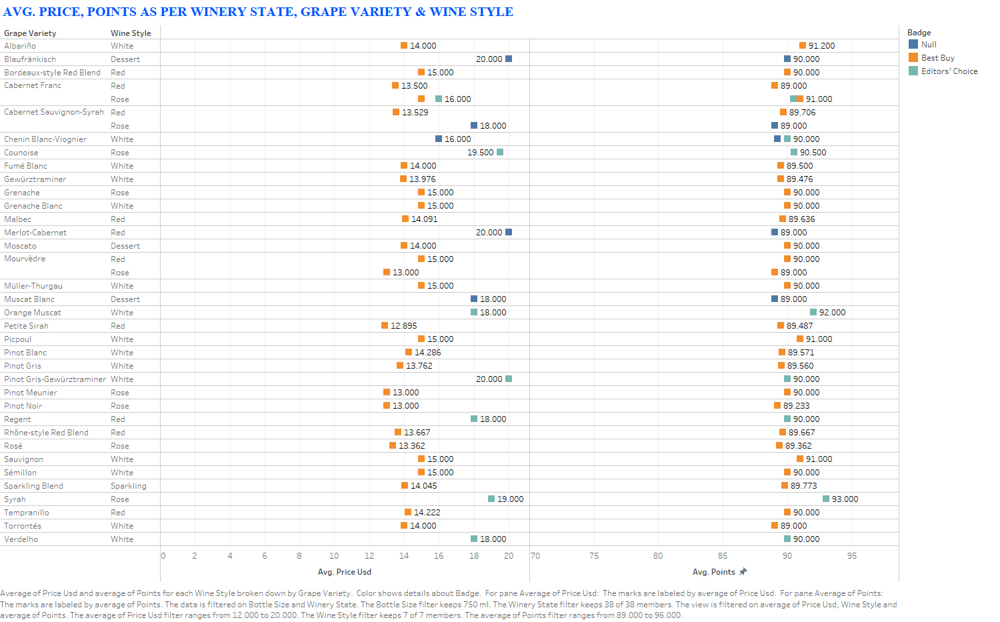 AVG. PRICE, POINTS AS PER WINERY STATE, GRAPE VARIETY & WINE STYLE
Grape Variety Wine Style
Albariño White 14.000 91.200
Blaufränkisch Dessert 20.000 90.000
Bordeaux-style Red Blend Red 15.000 90.000
Cabernet Franc Red 13.500 89.000
Rose 16.000 91.000
Cabernet Sauvignon-Syrah Red 13.529 89.706
Rose 18.000 89.000
Chenin Blanc-Viognier White 16.000 90.000
Counoise Rose 19.500 90.500
Fumé Blanc White 14.000 89.500
Gewürztraminer White 13.976 89.476
Grenache Rose 15.000 90.000
Grenache Blanc White 15.000 90.000
Malbec Red 14.091 89.636
Merlot-Cabernet Red 20.000 89.000
Moscato Dessert 14.000 90.000
Mourvèdre Red 15.000 90.000
Rose 13.000 89.000
Müller-Thurgau White 15.000 90.000
Muscat Blanc Dessert 18.000 89.000
Orange Muscat White 18.000 92.000
Petite Sirah Red 12.895 89.487
Picpoul White 15.000 91.000
Pinot Blanc White 14.286 89.571
Pinot Gris White 13.762 89.560
Pinot Gris-Gewürztraminer White 20.000 90.000
Pinot Meunier Rose 13.000 90.000
Pinot Noir Rose 13.000 89.233
Regent Red 18.000 90.000
Rhône-style Red Blend Red 13.667 89.667
Rosé Rose 13.362 89.362
Sauvignon White 15.000 91.000
Sémillon White 15.000 90.000
Sparkling Blend Sparkling 14.045 89.773
Syrah Rose 19.000 93.000
Tempranillo Red 14.222 90.000
Torrontés White 14.000 89.000
Verdelho White 18.000 90.000
0 2 4 6 8 10 12 14 16 18 20 70 75 80 85 90 95
Avg. Price Usd Avg. Points
Badge
Null
Best Buy
Editors' Choice
Average of Price Usd and average of Points for each Wine Style broken down by Grape Variety. Color shows details about Badge. For pane Average of Price Usd: The marks are labeled by average of Price Usd. For pane Average of Points:
The marks are labeled by average of Points. The data is filtered on Bottle Size and Winery State. The Bottle Size filter keeps 750 ml. The Winery State filter keeps 38 of 38 members. The view is filtered on average of Price Usd, Wine Style and
average of Points. The average of Price Usd filter ranges from 12.000 to 20.000. The Wine Style filter keeps 7 of 7 members. The average of Points filter ranges from 89.000 to 96.000.